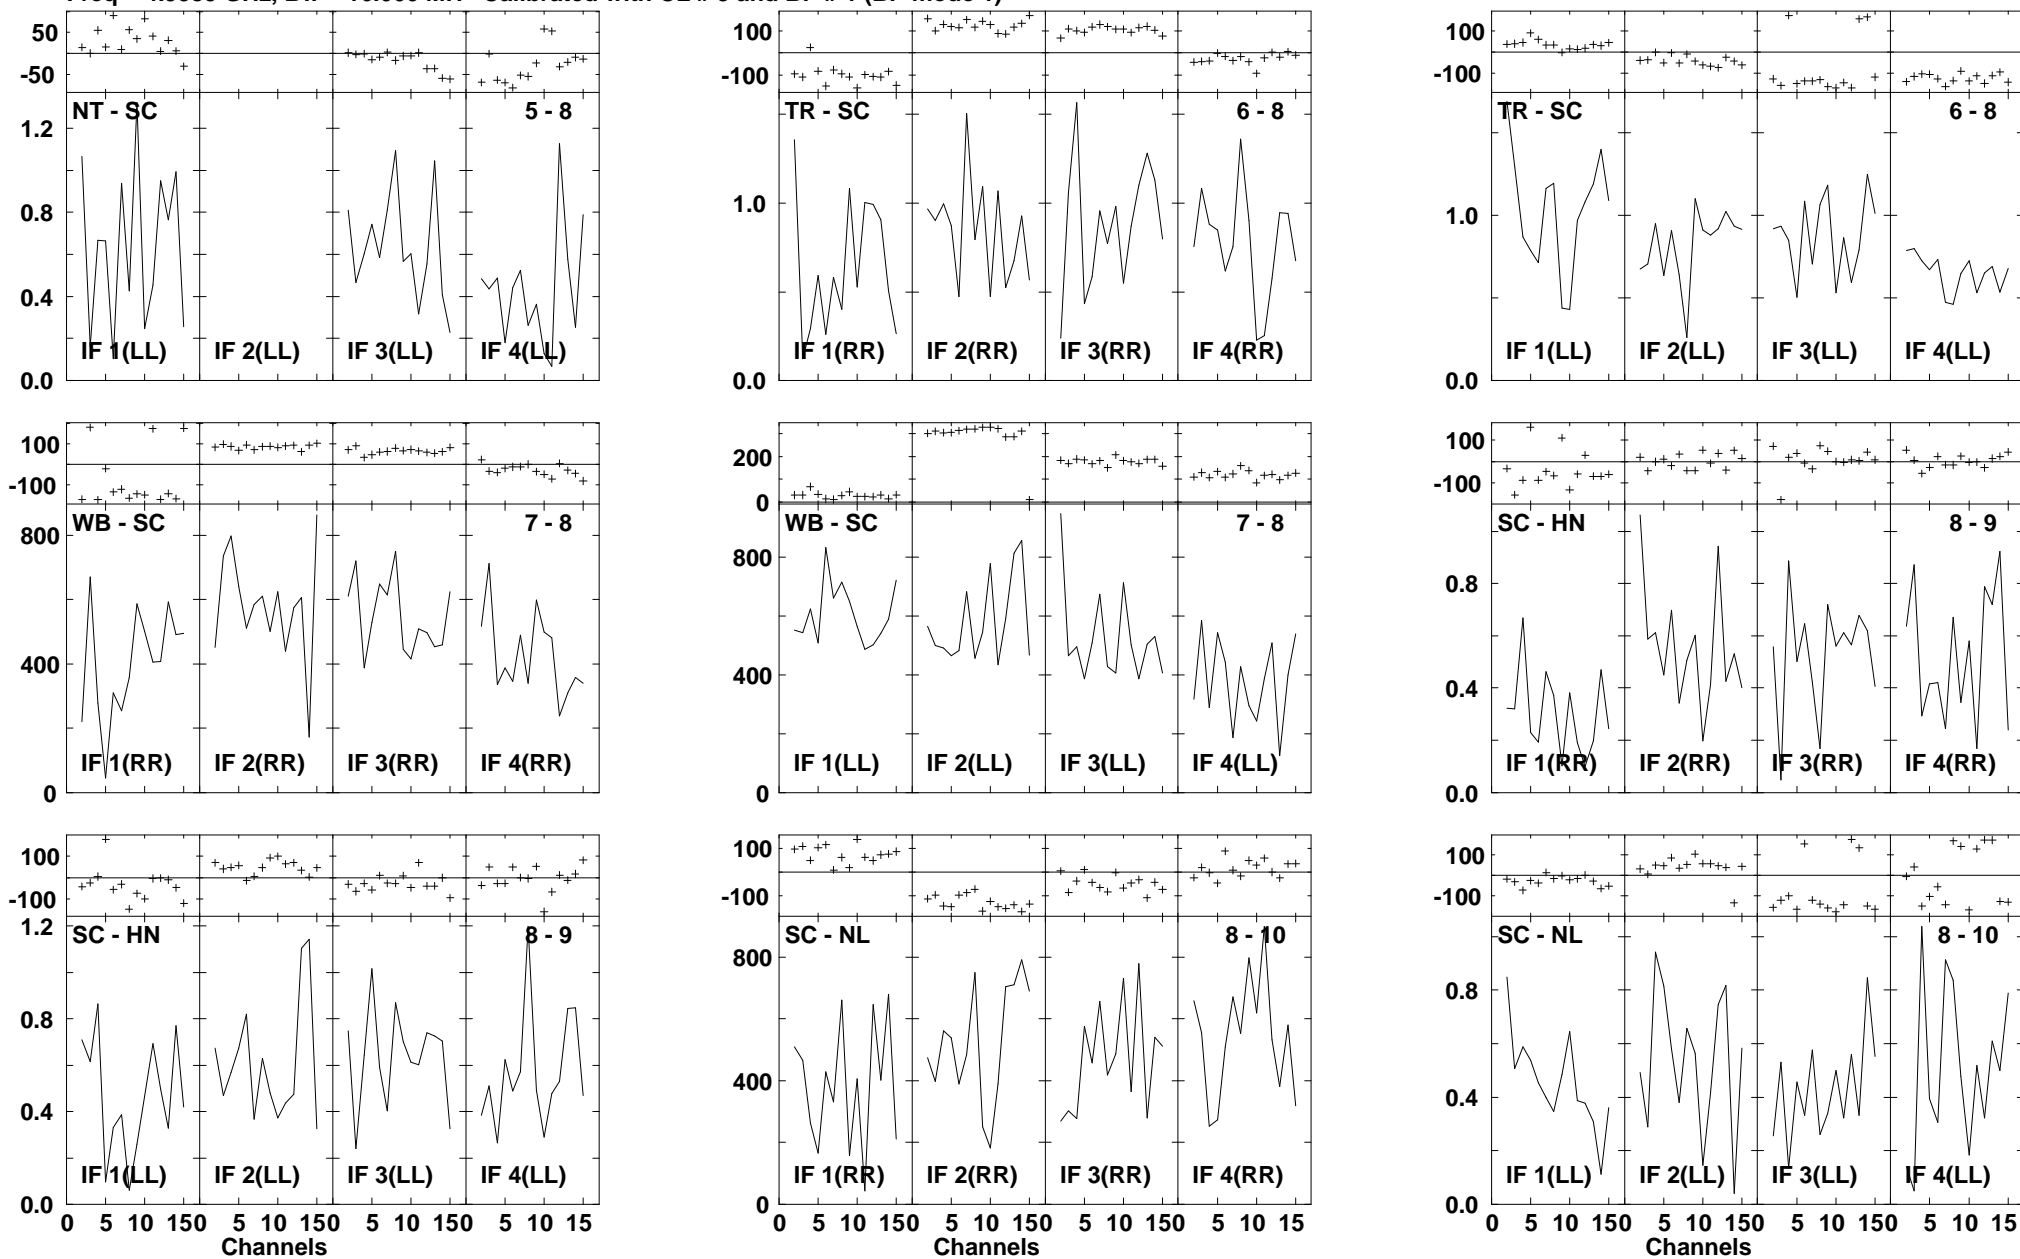 50
-50
NT - SC 5 - 8
1.2
0.8
0.4
0.0
IF 1(LL) IF 2(LL) IF 3(LL) IF 4(LL)
100
-100
TR - SC 6 - 8
1.0
0.0
IF 1(RR) IF 2(RR) IF 3(RR) IF 4(RR)
100
-100
TR - SC 6 - 8
1.0
0.0
IF 1(LL) IF 2(LL) IF 3(LL) IF 4(LL)
100
-100
WB - SC 7 - 8
800
400
0
IF 1(RR) IF 2(RR) IF 3(RR) IF 4(RR)
200
0
WB - SC 7 - 8
800
400
0
IF 1(LL) IF 2(LL) IF 3(LL) IF 4(LL)
100
-100
SC - HN 8 - 9
0.8
0.4
0.0
IF 1(RR) IF 2(RR) IF 3(RR) IF 4(RR)
100
-100
SC - HN 8 - 9
1.2
0.8
0.4
0.0
IF 1(LL) IF 2(LL) IF 3(LL) IF 4(LL)
0 5 10 150 5 10 150 5 10 150 5 10 15
Channels
100
-100
SC - NL 8 - 10
800
400
0
IF 1(RR) IF 2(RR) IF 3(RR) IF 4(RR)
0 5 10 150 5 10 150 5 10 150 5 10 15
Channels
100
-100
SC - NL 8 - 10
0.8
0.4
0.0
IF 1(LL) IF 2(LL) IF 3(LL) IF 4(LL)
0 5 10 150 5 10 150 5 10 150 5 10 15
Channels